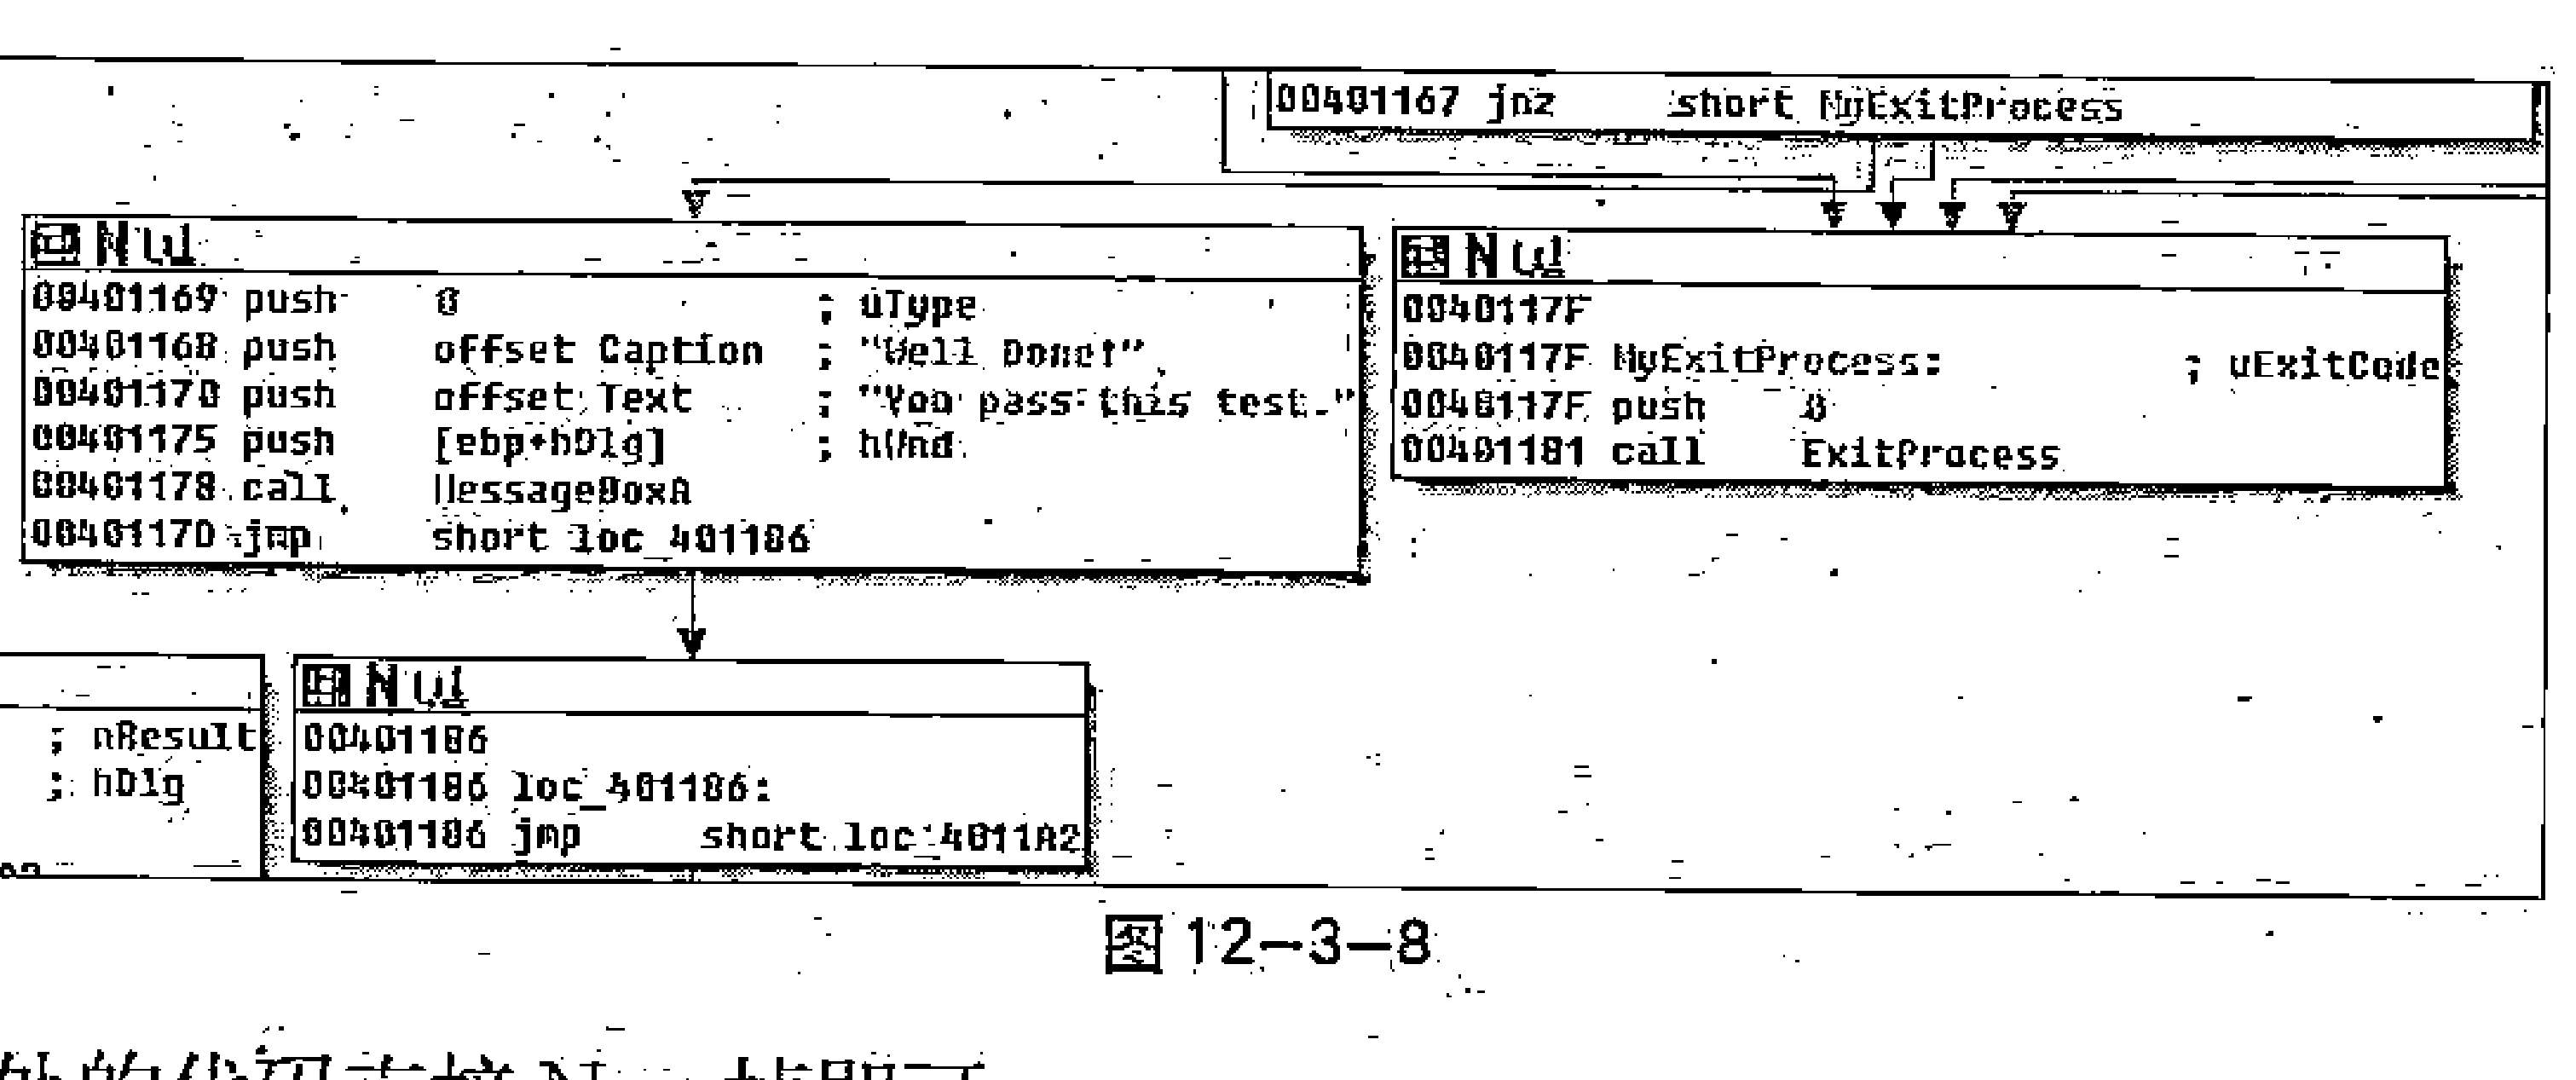 00401167 jnz short MyExitProcess
00401169 push 0 ; uType
0040116B push offset Caption ; "Well Done!"
00401170 push offset Text ; "You pass this test."
00401175 push [ebp+hDlg] ; hWnd
00401178 call MessageBoxA
0040117D jmp short loc_401186
0040117F
0040117F MyExitProcess: ; uExitCode
0040117F push 0
00401181 call ExitProcess
; nResult
; hDlg
00401186
00401186 loc_401186:
00401186 jmp short loc_4011A2
图 12-3-8